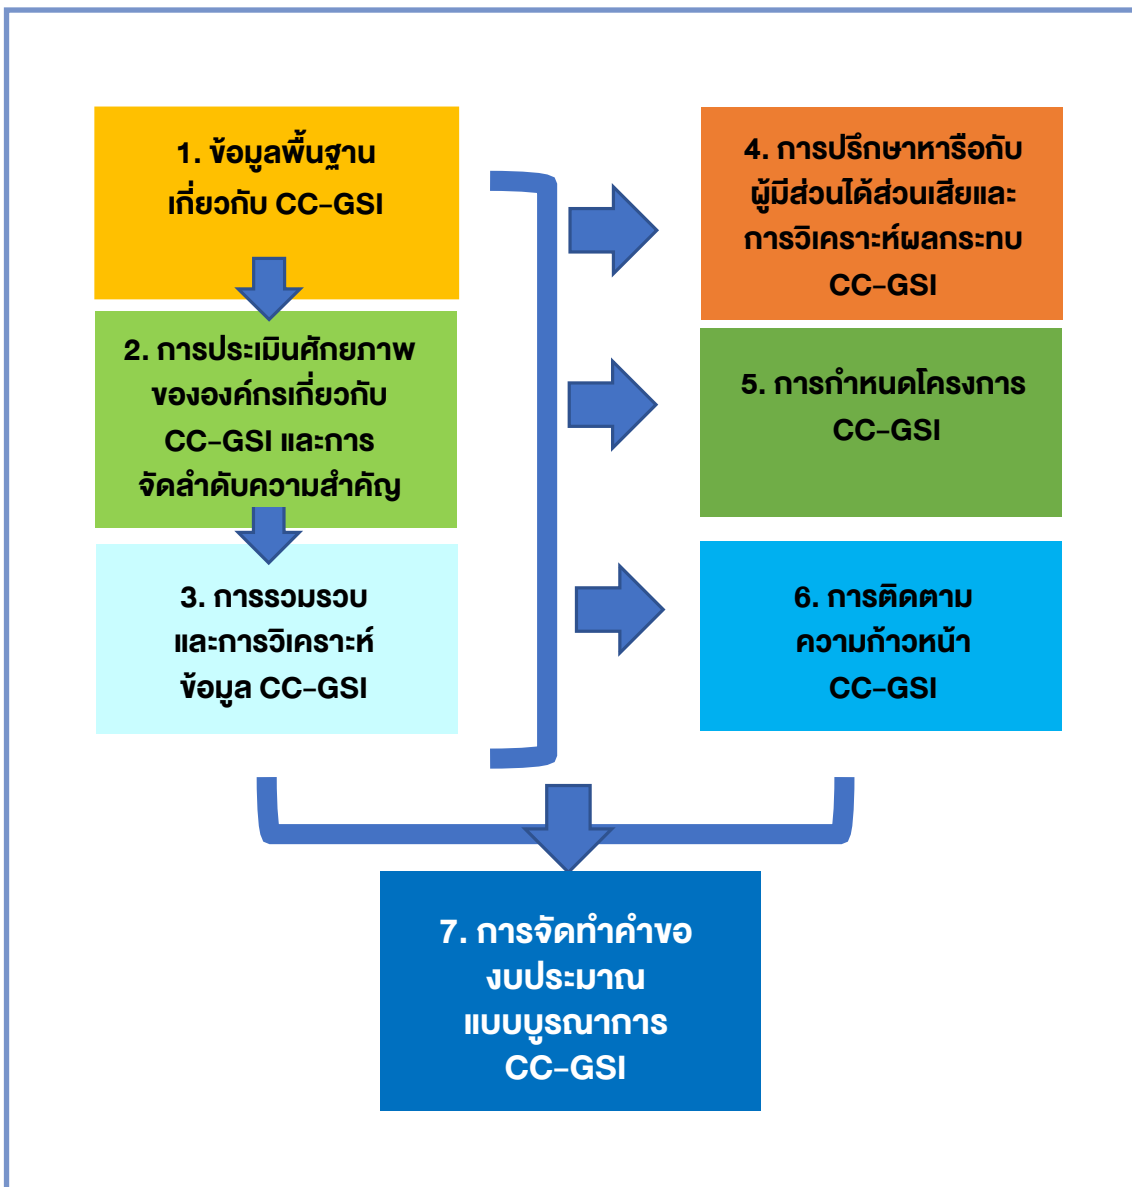 1. ข้อมูลพื้นฐาน
เกี่ยวกับ CC-GSI
2. การประเมินศักยภาพ
ขององค์กรเกี่ยวกับ
CC-GSI และการ
จัดลำดับความสำคัญ
3. การรวมรวบ
และการวิเคราะห์
ข้อมูล CC-GSI
4. การปรึกษาหารือกับ
ผู้มีส่วนได้ส่วนเสียและ
การวิเคราะห์ผลกระทบ
CC-GSI
5. การกำหนดโครงการ
CC-GSI
6. การติดตาม
ความก้าวหน้า
CC-GSI
7. การจัดทำคำขอ
งบประมาณ
แบบบูรณาการ
CC-GSI